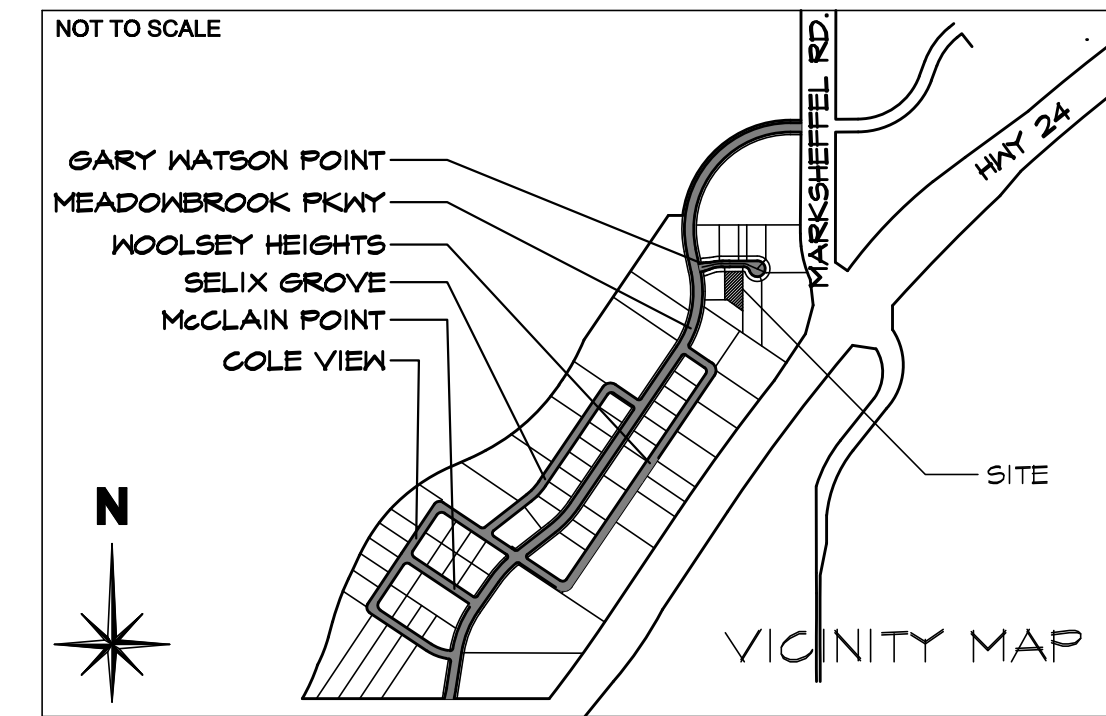 NOT TO SCALE
MARKSHEFFEL RD.
HWY 24
GARY WATSON POINT
MEADOWBROOK PKWY
WOOLSEY HEIGHTS
SELIX GROVE
McCLAIN POINT
COLE VIEW
SITE
N
VICINITY MAP